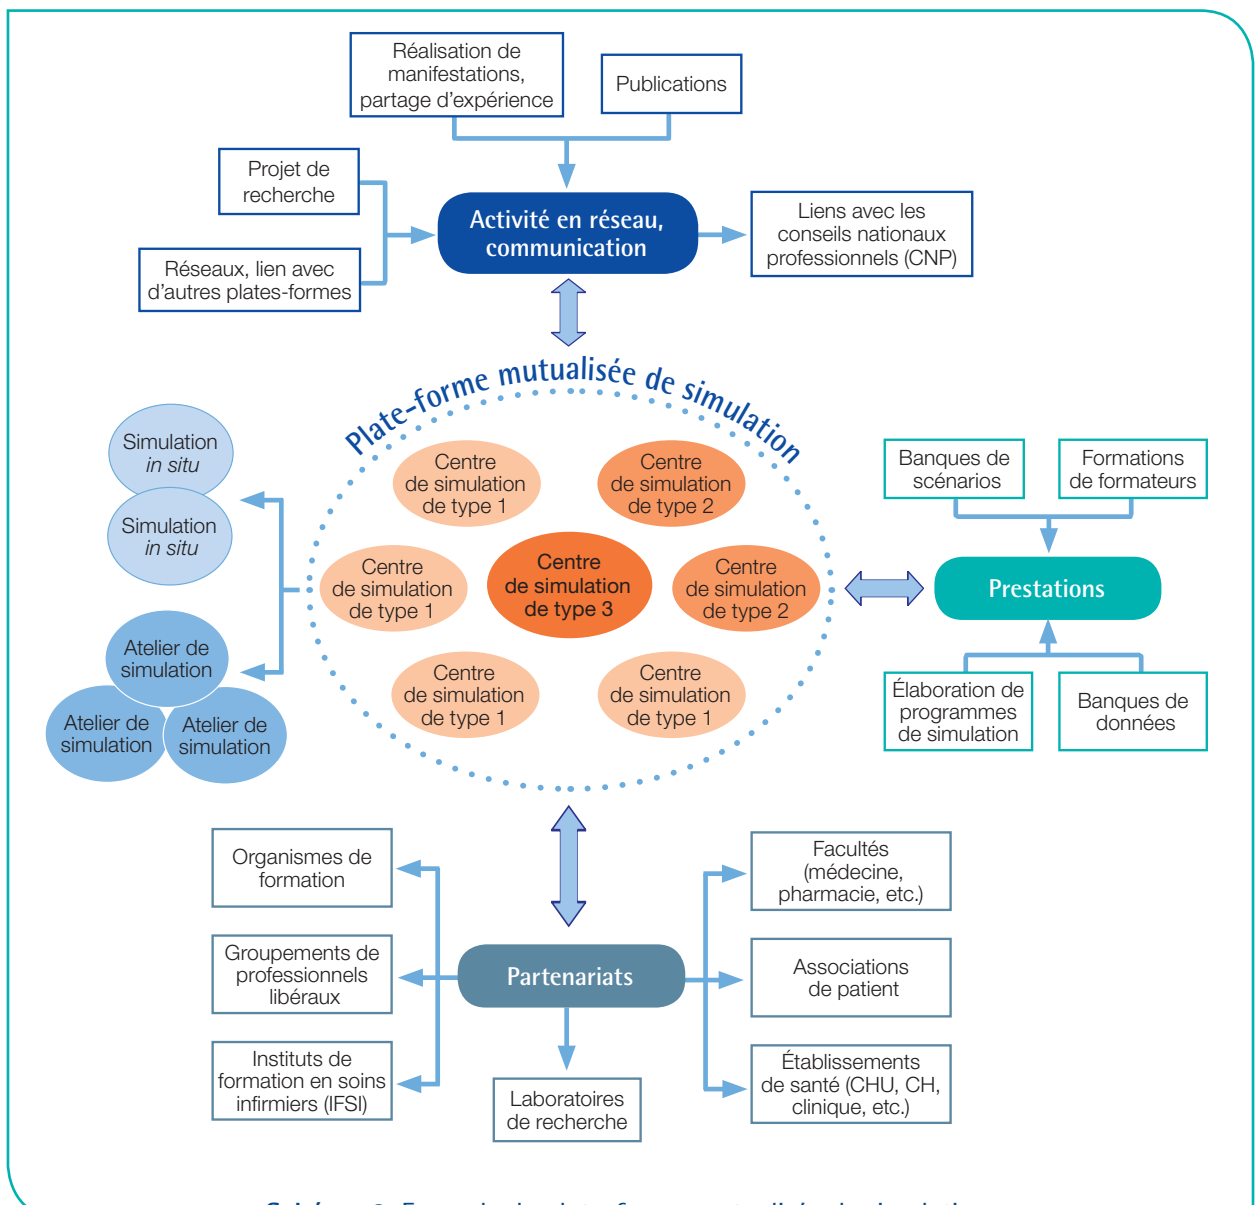 Réalisation de
manifestations,
partage d'expérience
Publications
Projet de
recherche
Réseaux, lien avec
d'autres plates-formes
Activité en réseau,
communication
Liens avec les
conseils nationaux
professionnels (CNP)
Plate-forme mutualisée de simulation
Simulation
in situ
Simulation
in situ
Atelier de
simulation
Atelier de
simulation
Atelier de
simulation
Centre
de simulation
de type 1
Centre
de simulation
de type 2
Centre
de simulation
de type 1
Centre
de simulation
de type 3
Centre
de simulation
de type 2
Centre
de simulation
de type 1
Centre
de simulation
de type 1
Banques de
scénarios
Formations
de formateurs
Prestations
Élaboration de
programmes
de simulation
Banques de
données
Organismes de
formation
Groupements de
professionnels
libéraux
Instituts de
formation en soins
infirmiers (IFSI)
Partenariats
Laboratoires
de recherche
Facultés
(médecine,
pharmacie, etc.)
Associations
de patient
Établissements
de santé (CHU, CH,
clinique, etc.)